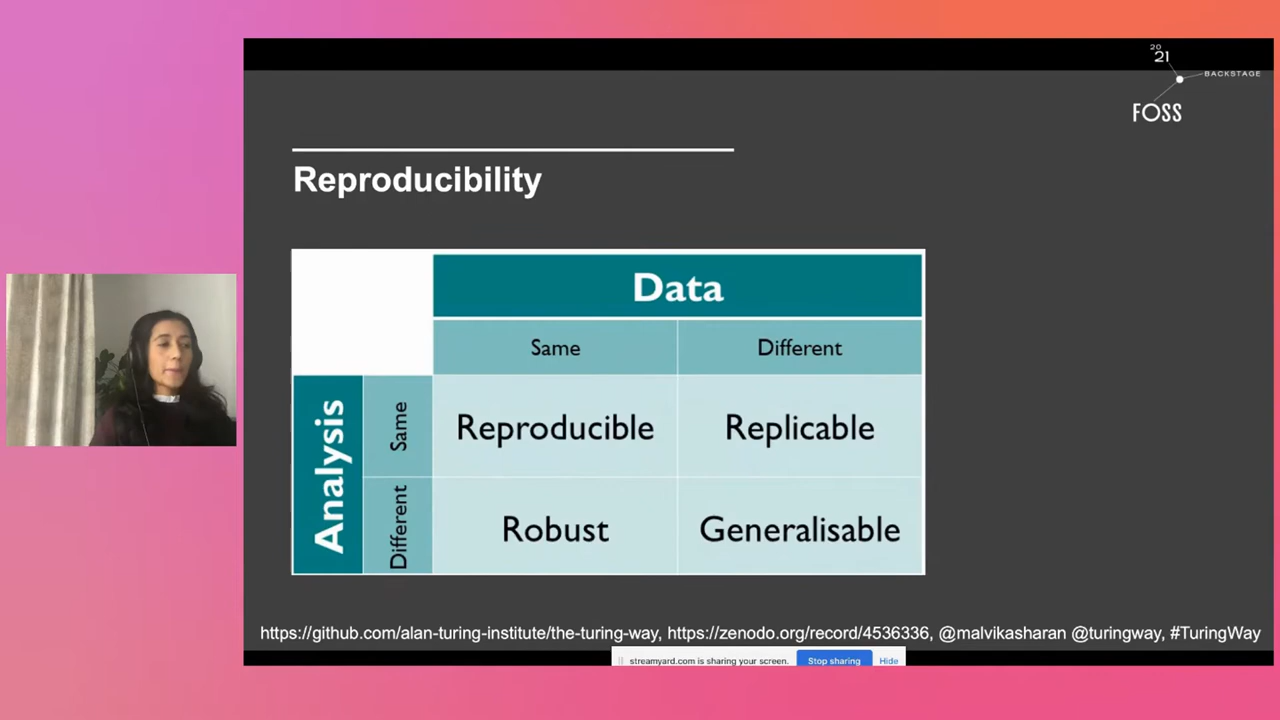 20
21
BACKSTAGE
FOSS
Reproducibility
Data
Same Different
Analysis
Same
Reproducible Replicable
Different
Robust Generalisable
https://github.com/alan-turing-institute/the-turing-way, https://zenodo.org/record/4536336, @malvikasharan @turingway, #TuringWay
streamyard.com is sharing your screen. Stop sharing Hide